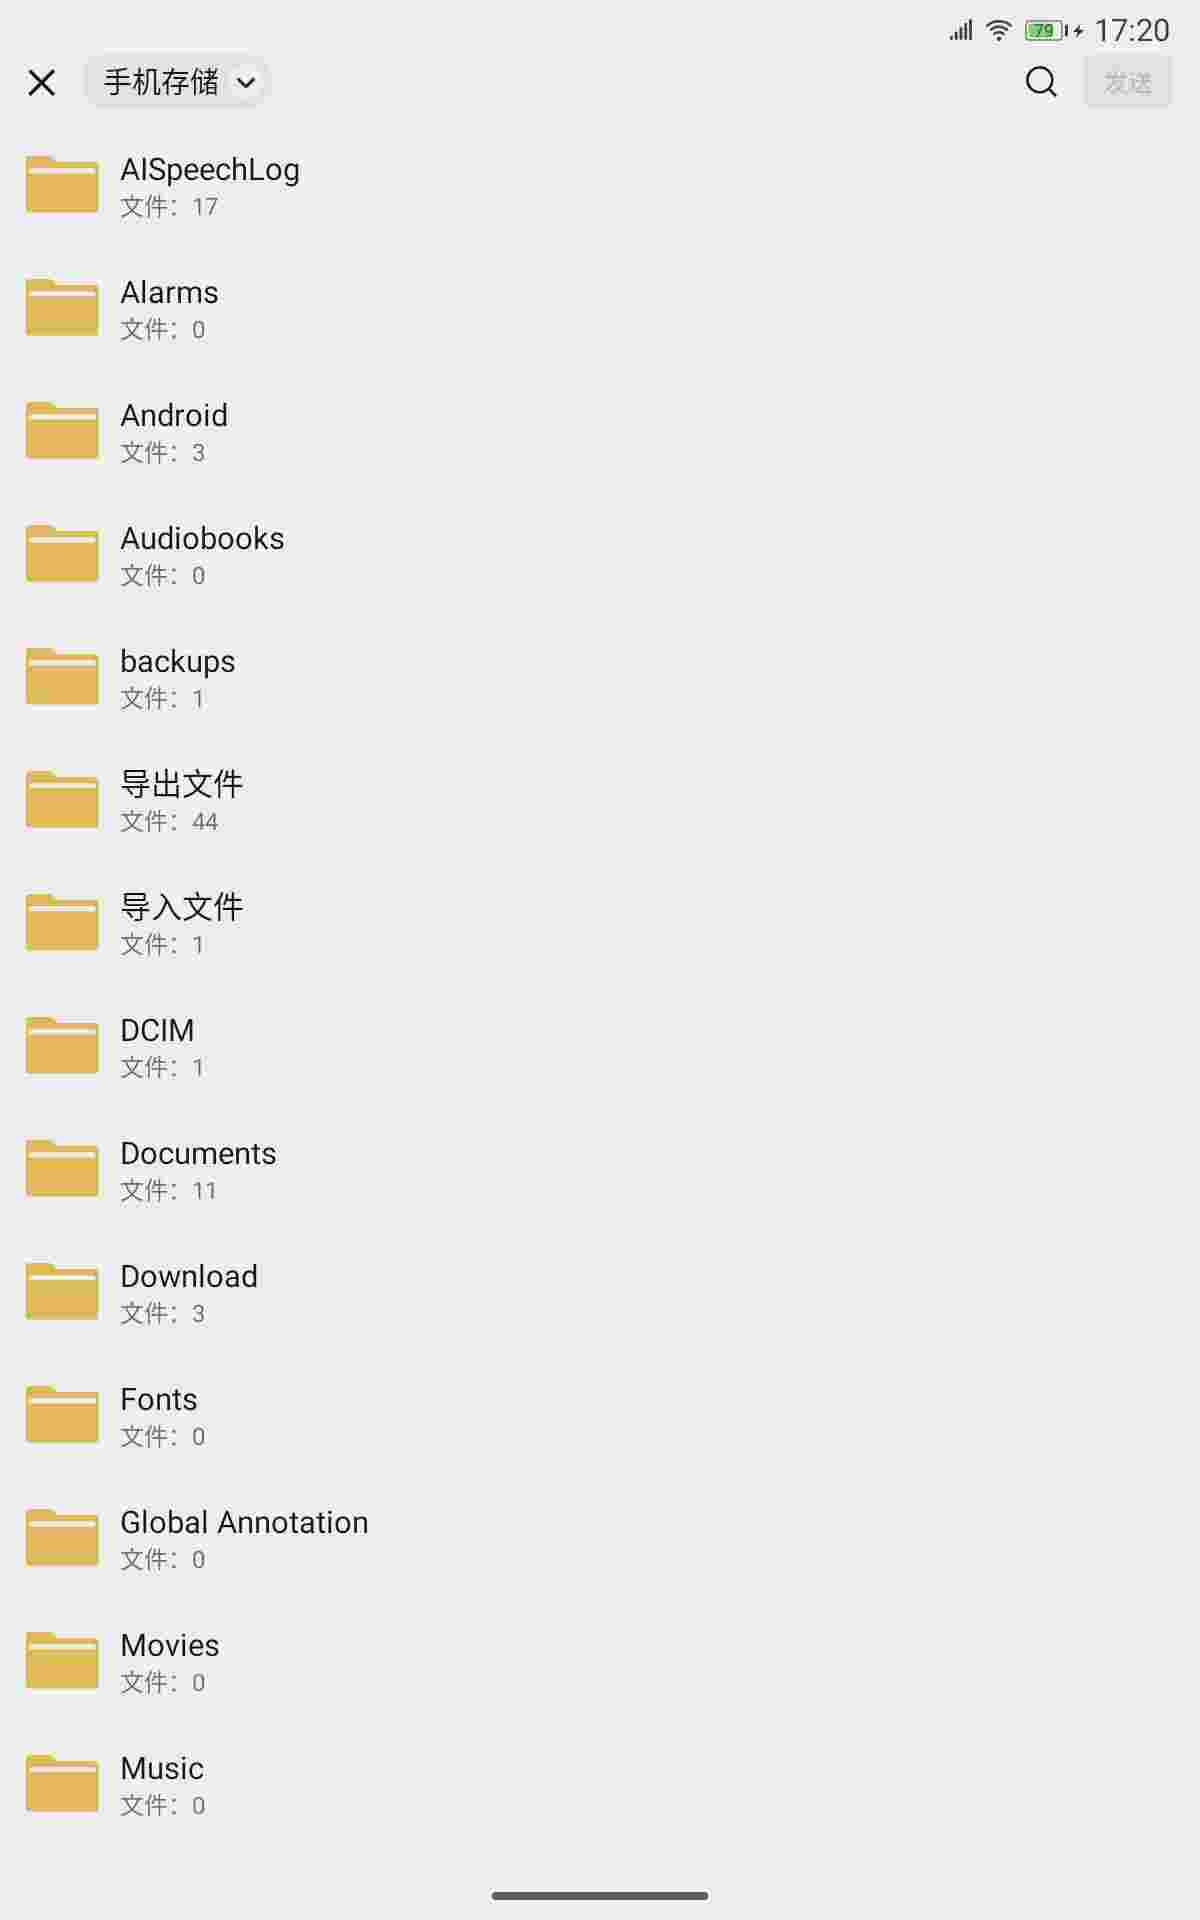 79 17:20
手机存储 发送
AISpeechLog
文件：17
Alarms
文件：0
Android
文件：3
Audiobooks
文件：0
backups
文件：1
导出文件
文件：44
导入文件
文件：1
DCIM
文件：1
Documents
文件：11
Download
文件：3
Fonts
文件：0
Global Annotation
文件：0
Movies
文件：0
Music
文件：0